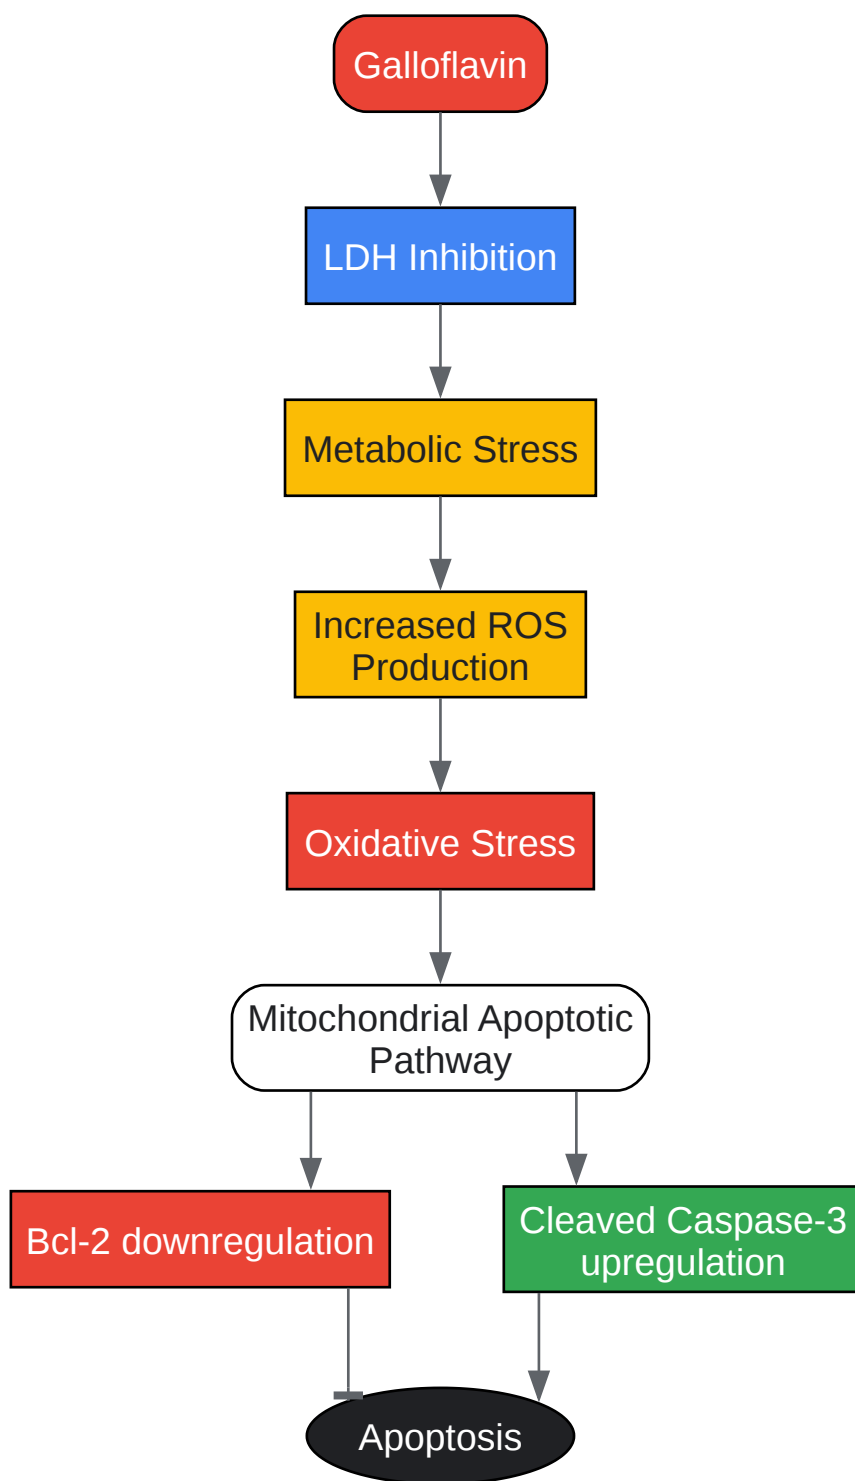 Galloflavin
LDH Inhibition
Metabolic Stress
Increased ROS
Production
Oxidative Stress
Mitochondrial Apoptotic
Pathway
Bcl-2 downregulation
Cleaved Caspase-3
upregulation
Apoptosis